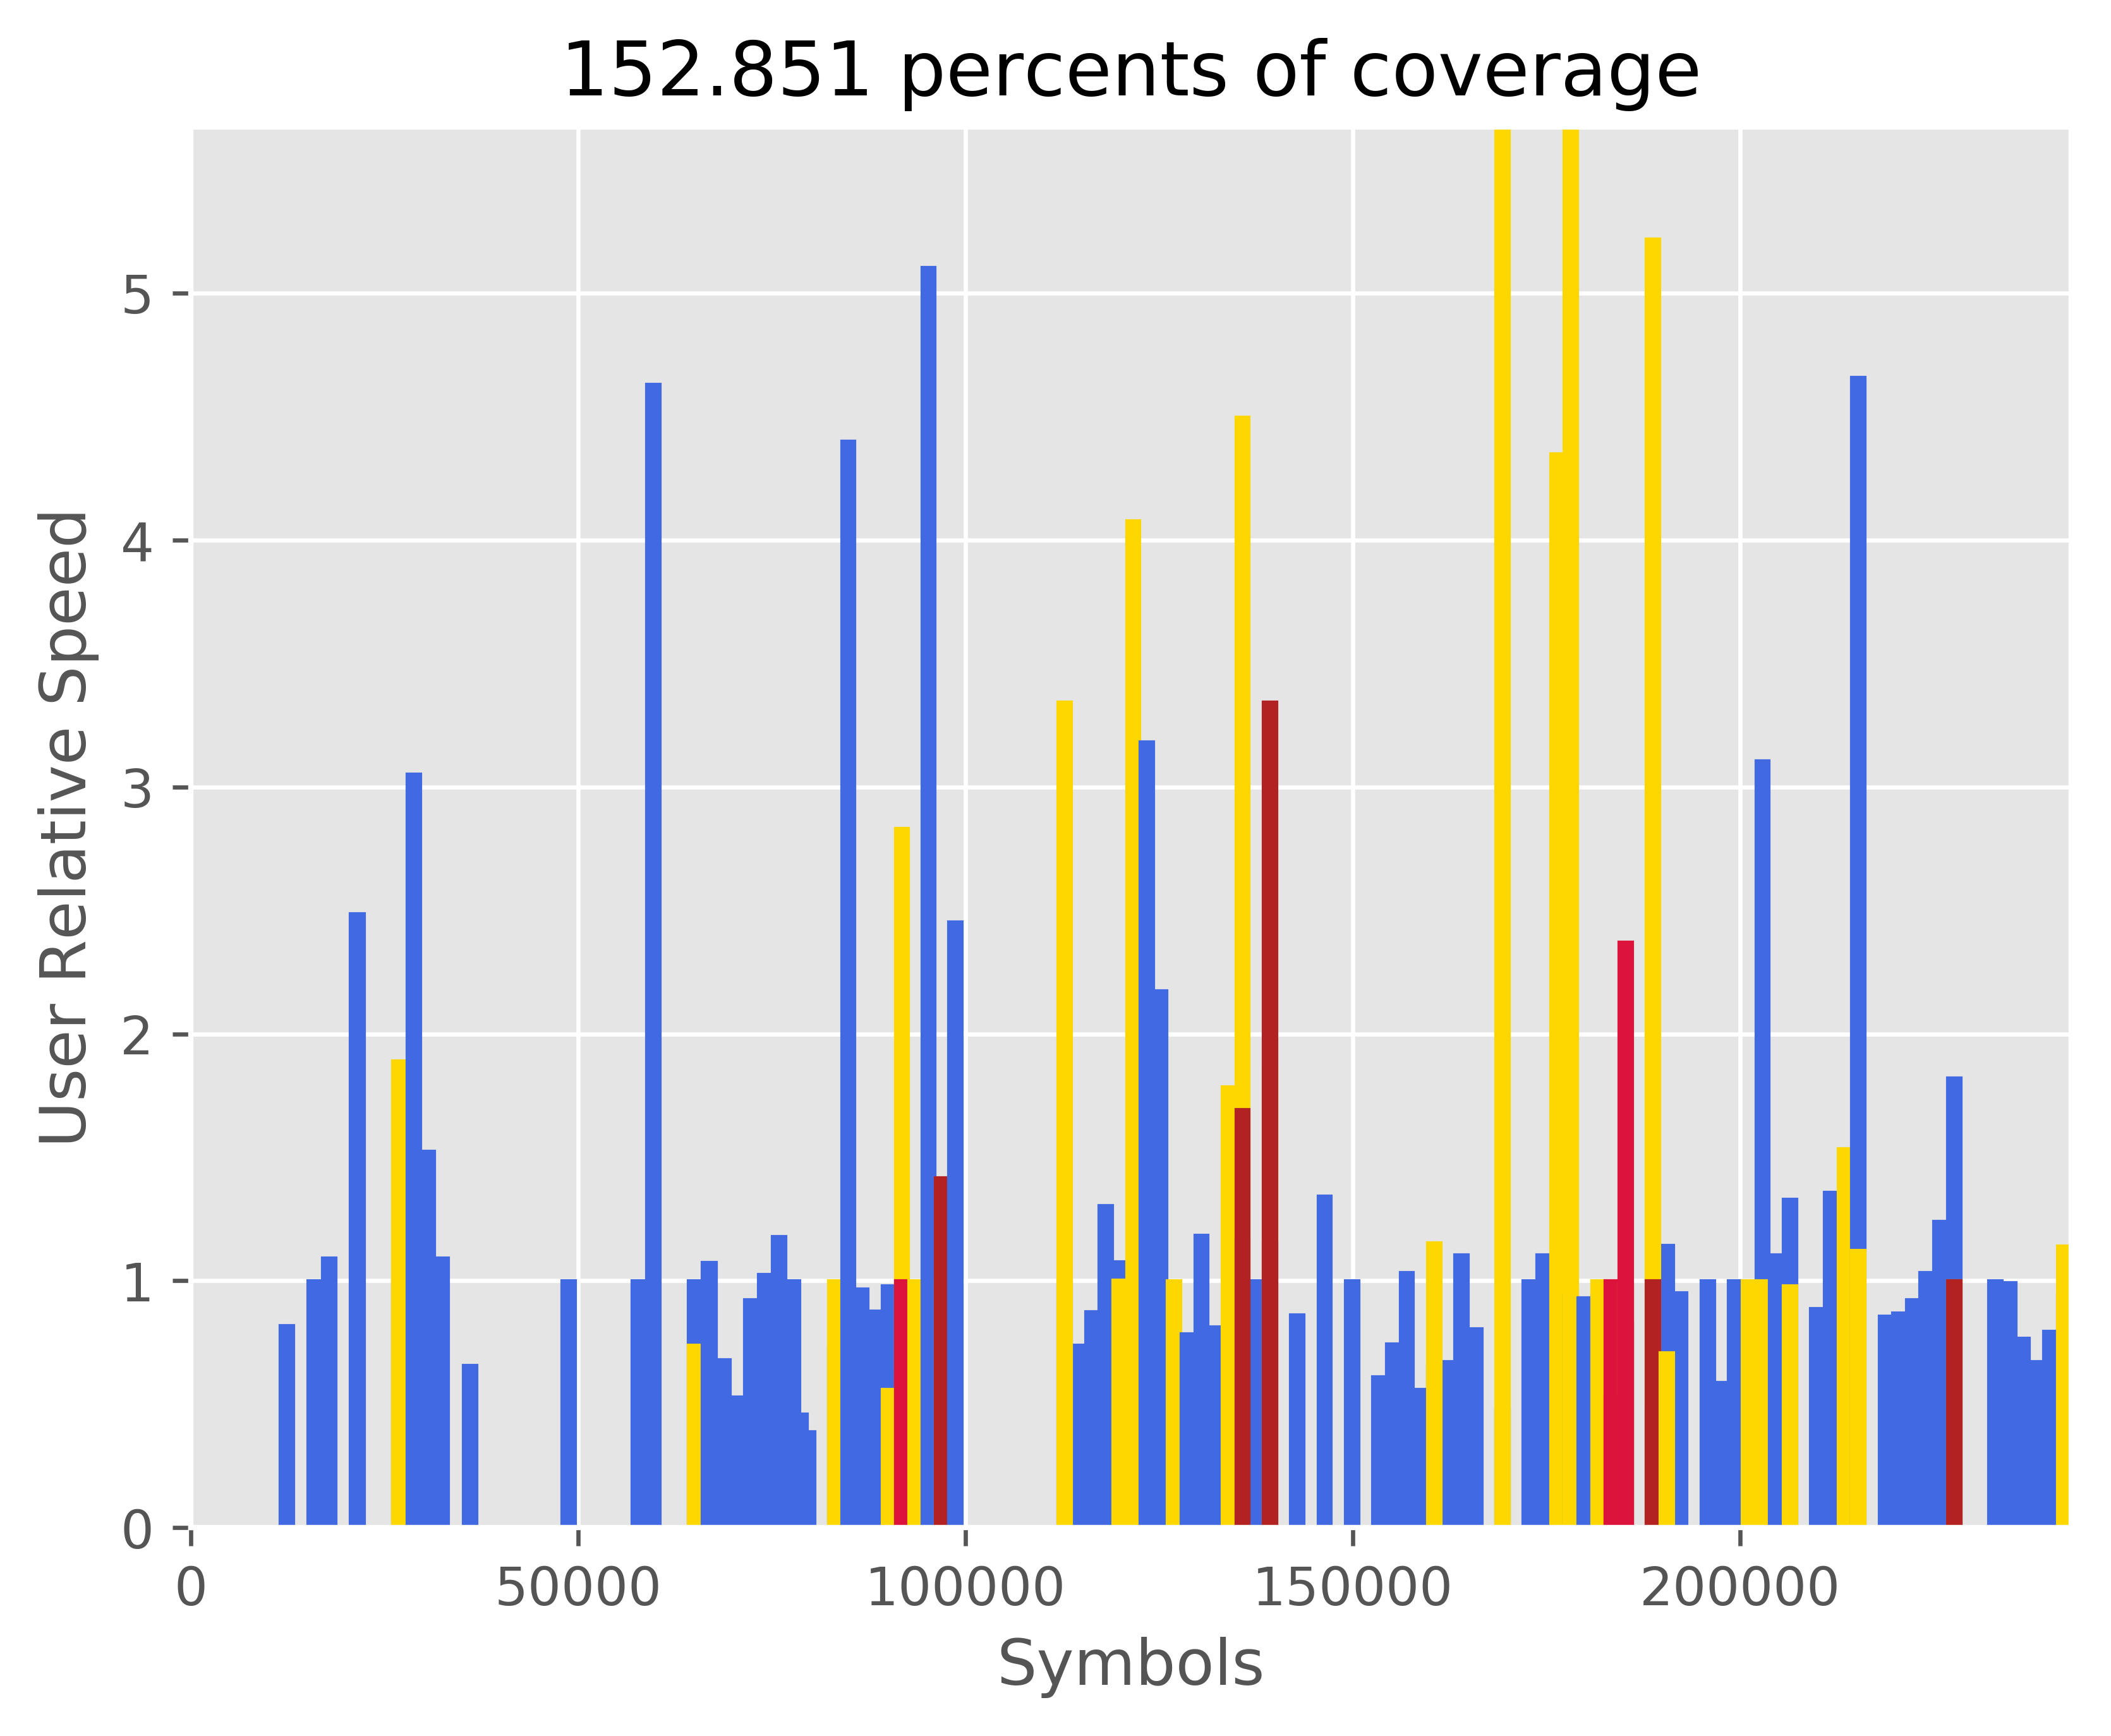 152.851 percents of coverage
User Relative Speed
5
4
3
2
1
0
0 50000 100000 150000 200000
Symbols